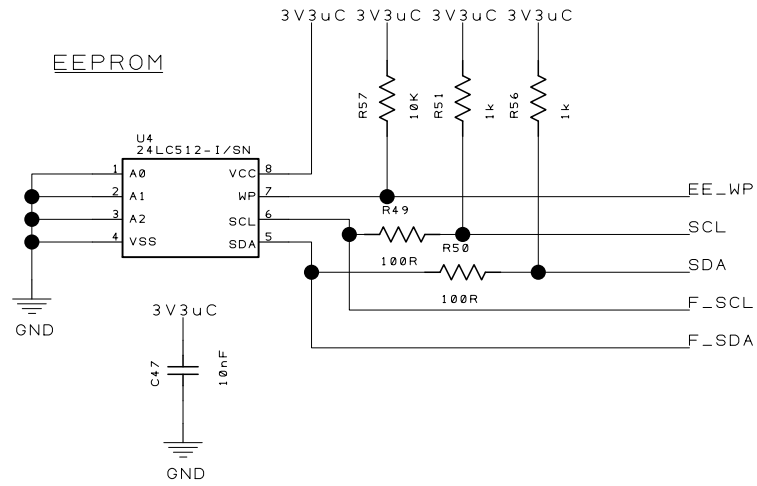 3V3uC 3V3uC 3V3uC 3V3uC
EEPROM
R57 10K R51 1k R56 1k
U4
24LC512-I/SN
1 A0 VCC 8
2 A1 WP 7
EE_WP
3 A2 SCL 6
R49
SCL
4 VSS SDA 5
R50
100R
SDA
100R
F_SCL
GND
3V3uC
F_SDA
C47 10nF
GND